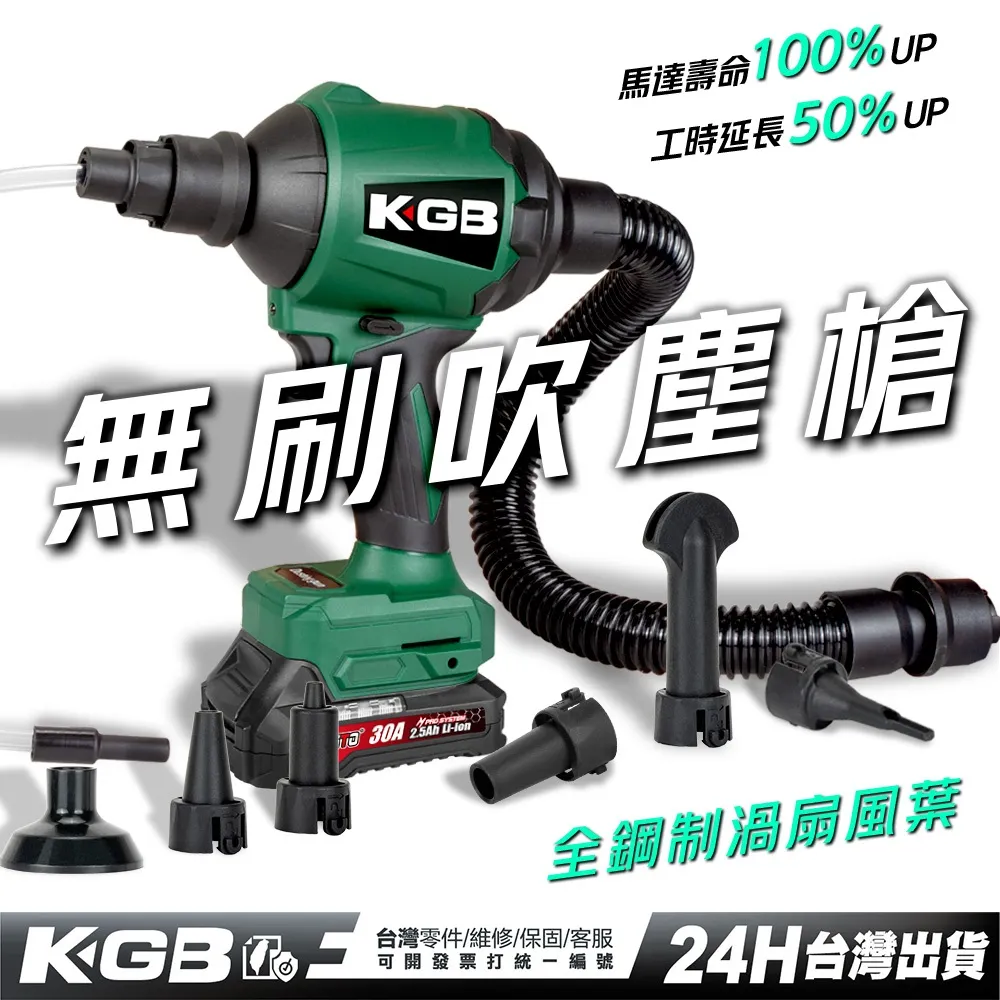 馬達壽命100%UP
工時延長50%UP
KGB
無刷吹塵槍
30A
PRO SYSTEM
2.5Ah Li-ion
全鋼制渦扇風葉
KGB
台灣零件/維修/保固/客服
可開發票打統一編號
24H台灣出貨